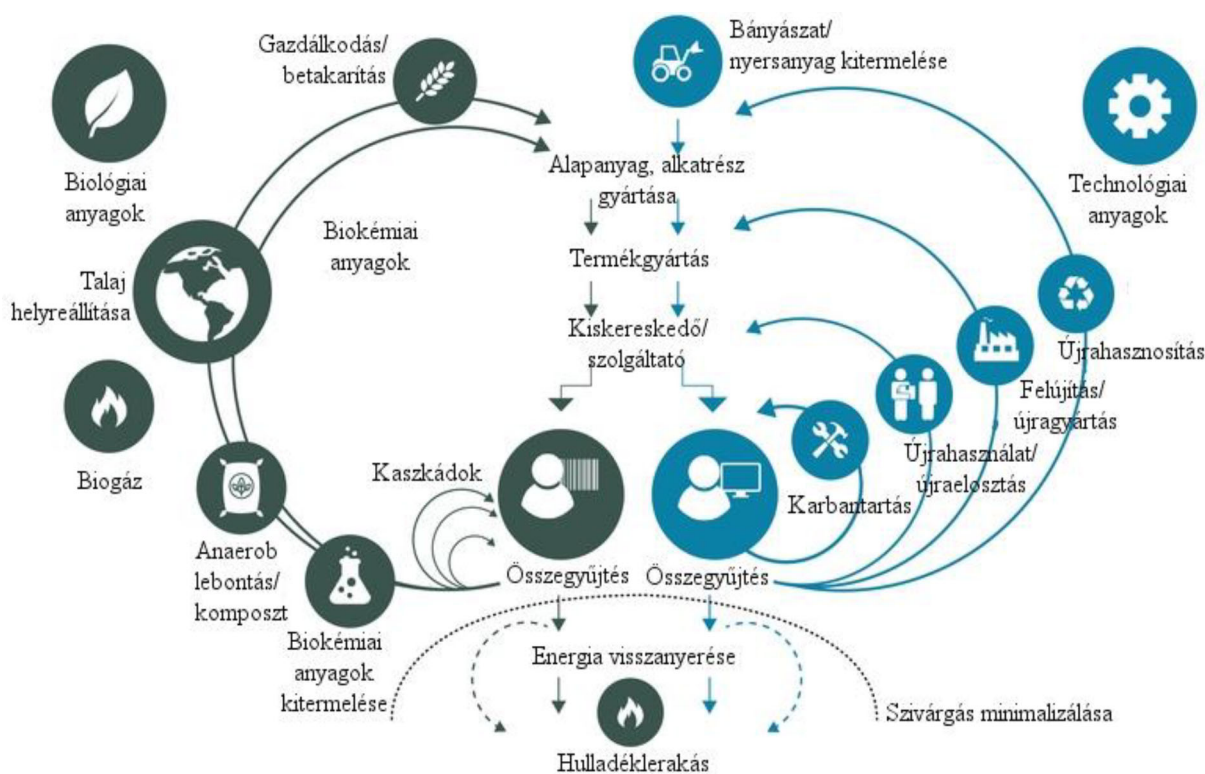 Gazdálkodás/
betakarítás
Bányászat/
nyersanyag kitermelése
Biológiai
anyagok
Alapanyag, alkatrész
gyártása
Technológiai
anyagok
Biokémiai
anyagok
Termékgyártás
Talaj
helyreállítása
Kiskereskedő/
szolgáltató
Újrahasznosítás
Felújítás/
újragyártás
Biogáz
Kaszkádok
Újrahasználat/
újraelosztás
Karbantartás
Anaerob
lebontás/
komposzt
Összegyűjtés
Összegyűjtés
Biokémiai
anyagok
kitermelése
Energia visszanyerése
Szivárgás minimalizálása
Hulladéklerakás